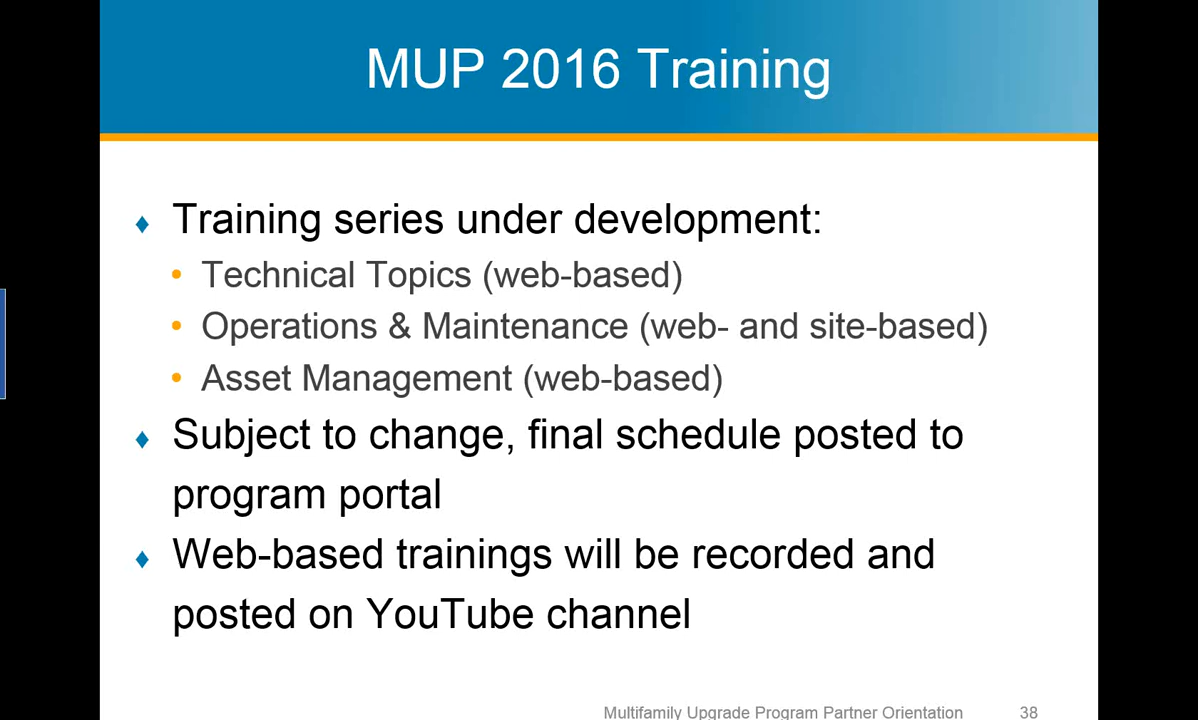 MUP 2016 Training
♦ Training series under development:
• Technical Topics (web-based)
• Operations & Maintenance (web- and site-based)
• Asset Management (web-based)
♦ Subject to change, final schedule posted to
program portal
♦ Web-based trainings will be recorded and
posted on YouTube channel
Multifamily Upgrade Program Partner Orientation 38